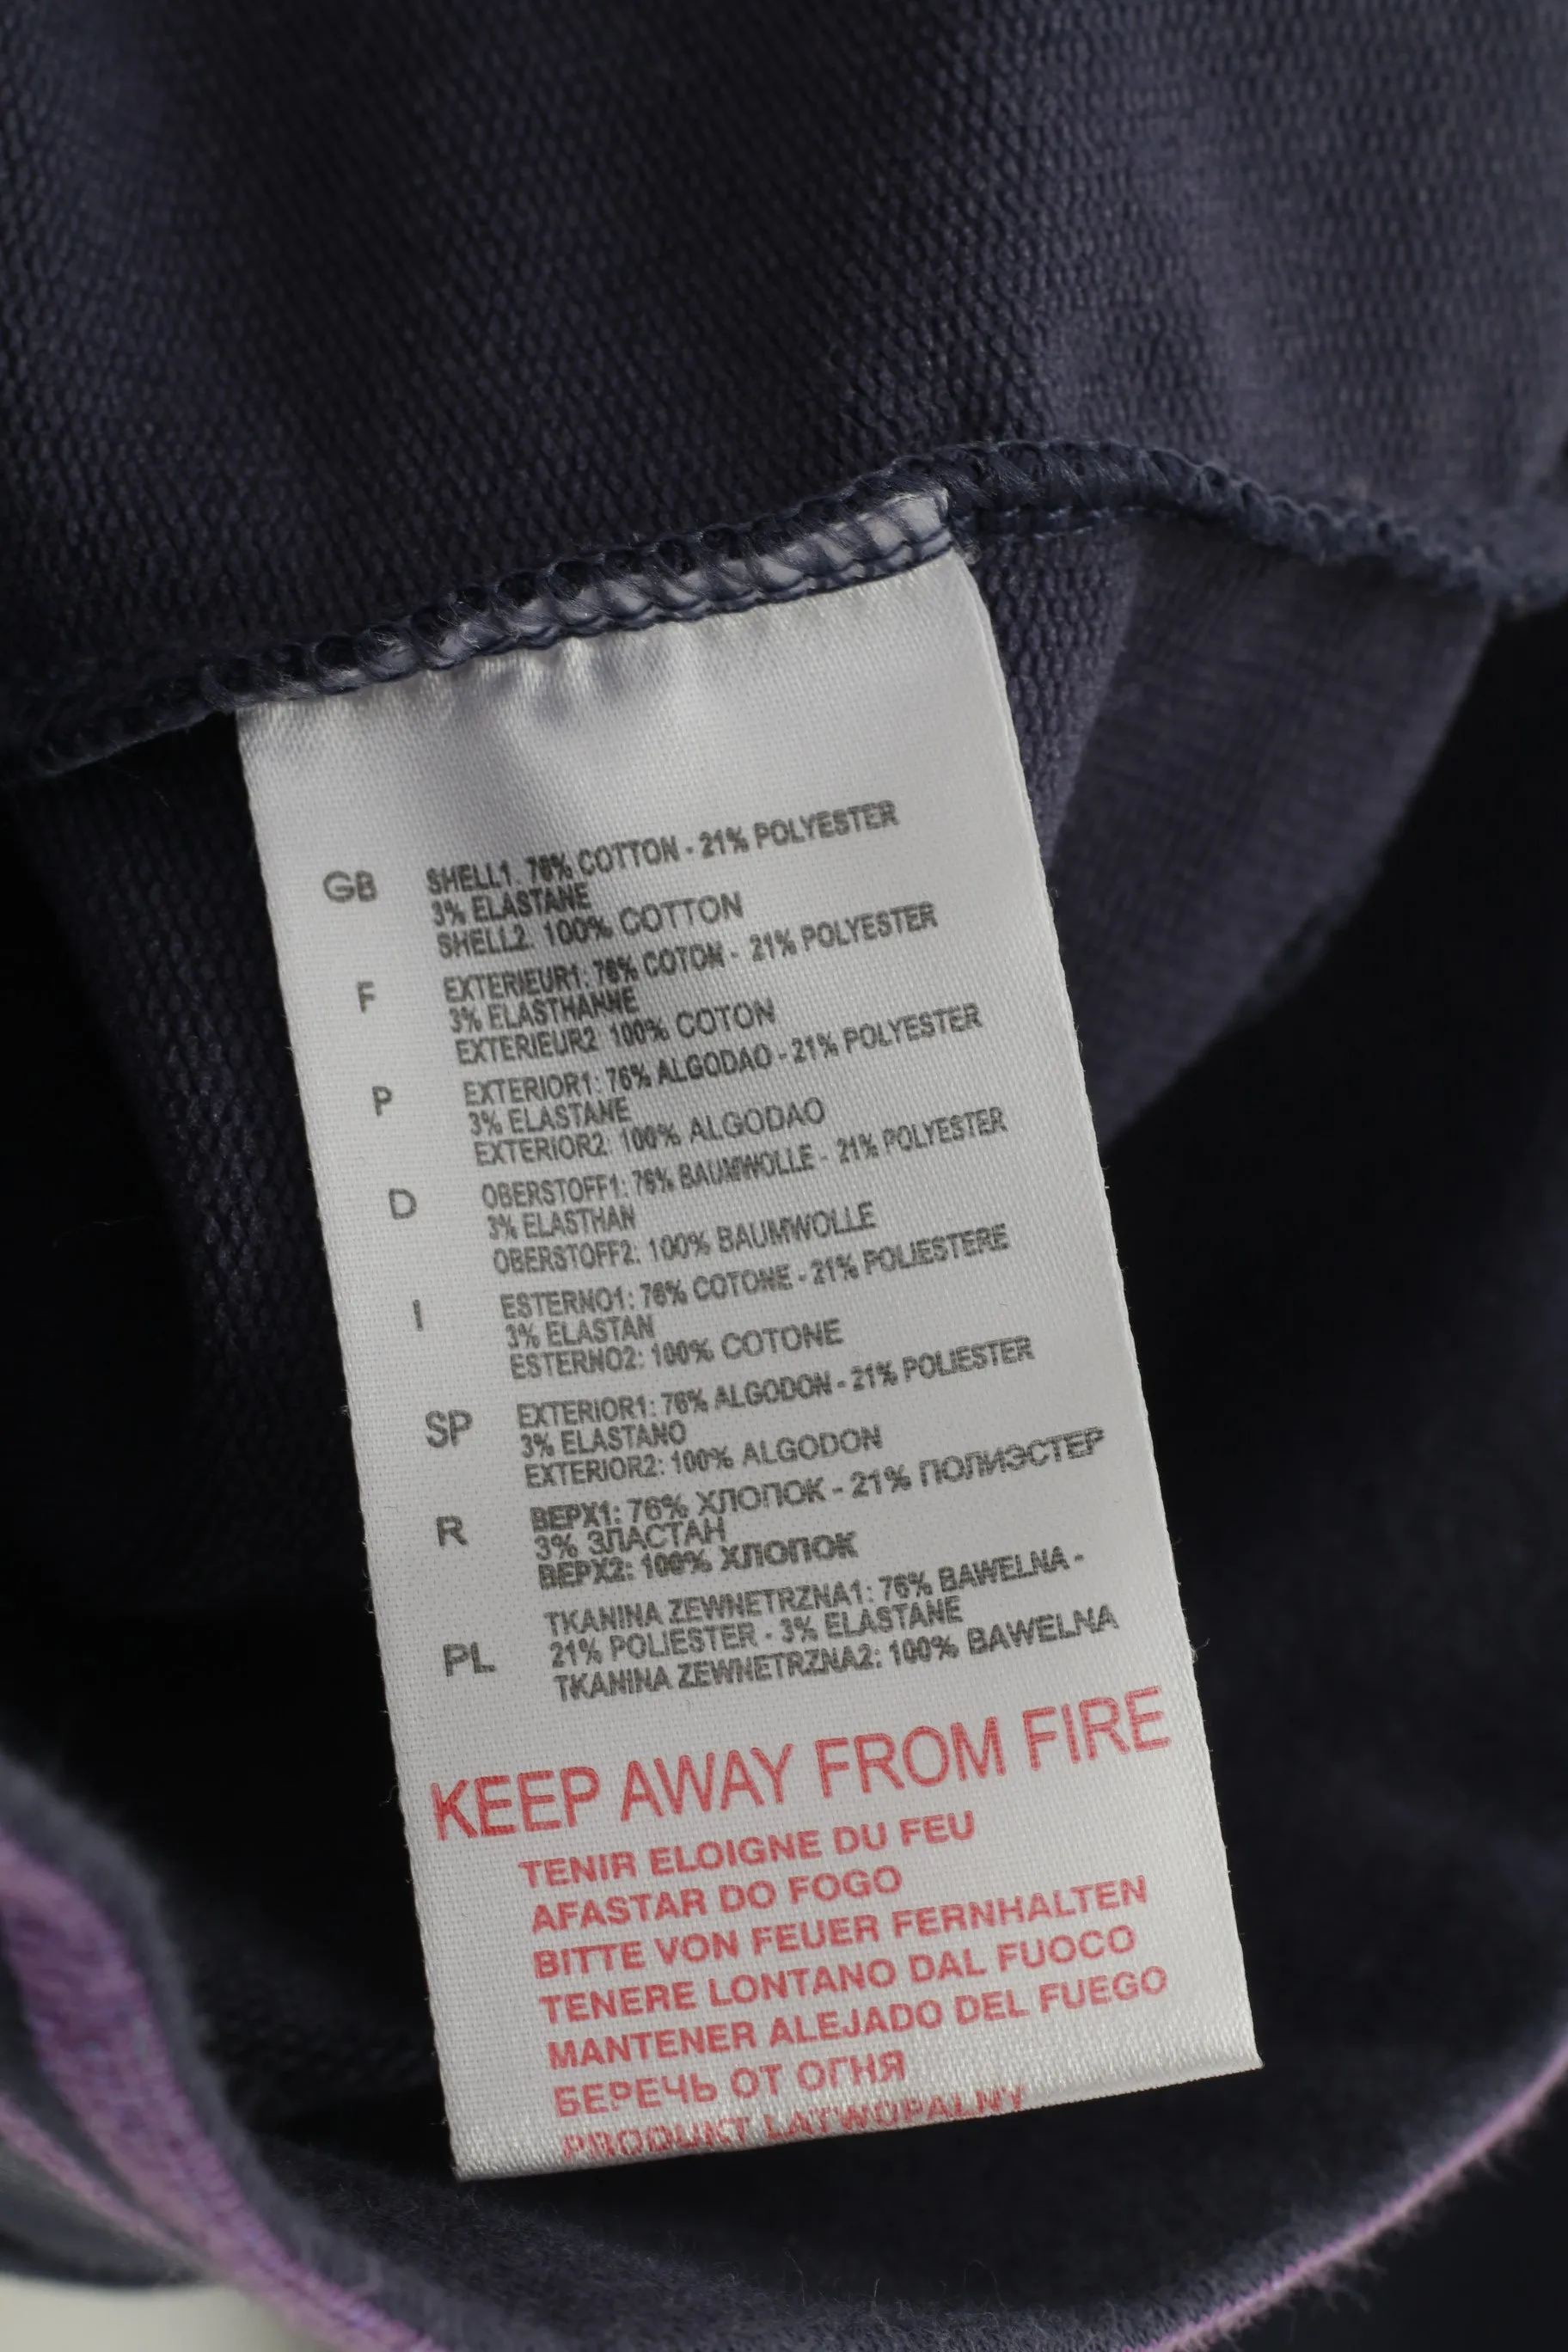 GB SHELL1. 76% COTTON - 21% POLYESTER
3% ELASTANE
SHELL2. 100% COTTON
F EXTERIEUR1: 76% COTON - 21% POLYESTER
3% ELASTHANNE
EXTERIEUR2 100% COTON
P EXTERIOR1: 76% ALGODAO - 21% POLYESTER
3% ELASTANE
EXTERIOR2: 100% ALGODAO
D OBERSTOFF1: 76% BAUMWOLLE - 21% POLYESTER
3% ELASTHAN
OBERSTOFF2: 100% BAUMWOLLE
I ESTERNO1: 76% COTONE - 21% POLIESTERE
3% ELASTAN
ESTERNO2: 100% COTONE
SP EXTERIOR1: 76% ALGODON - 21% POLIESTER
3% ELASTANO
EXTERIOR2: 100% ALGODON
R ВЕРХ1: 76% ХЛОПОК - 21% ПОЛИЭСТЕР
3% ЗЛАСТАН
ВЕРХ2: 100% ХЛОПОК
TKANINA ZEWNETRZNA1: 76% BAWELNA -
PL 21% POLIESTER - 3% ELASTANE
TKANINA ZEWNETRZNA2: 100% BAWELNA
KEEP AWAY FROM FIRE
TENIR ELOIGNE DU FEU
AFASTAR DO FOGO
BITTE VON FEUER FERNHALTEN
TENERE LONTANO DAL FUOCO
MANTENER ALEJADO DEL FUEGO
БЕРЕЧЬ ОТ ОГНЯ
PRODUKT LATWOPALNY